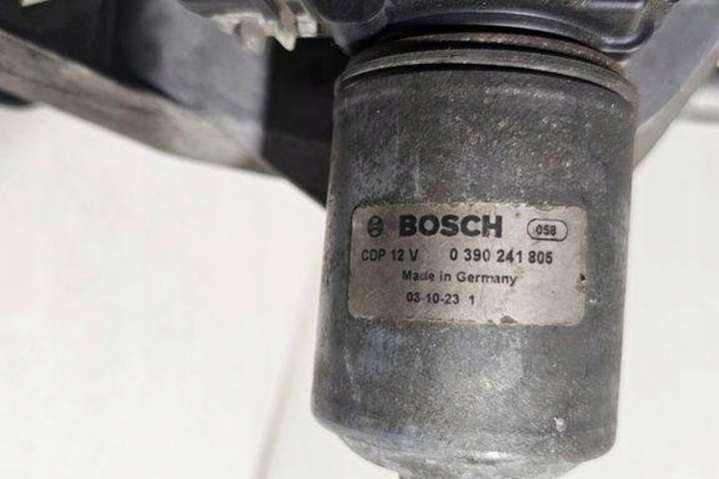 BOSCH 058
CDP 12 V 0 390 241 805
Made in Germany
03-10-23 1